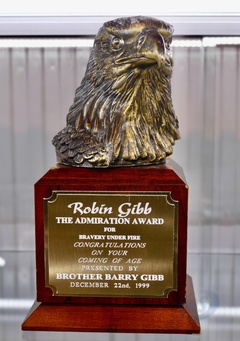 Robin Gibb
THE ADMIRATION AWARD
FOR
BRAVERY UNDER FIRE
CONGRATULATIONS
ON YOUR
COMING OF AGE
PRESENTED BY
BROTHER BARRY GIBB
DECEMBER 22nd, 1999